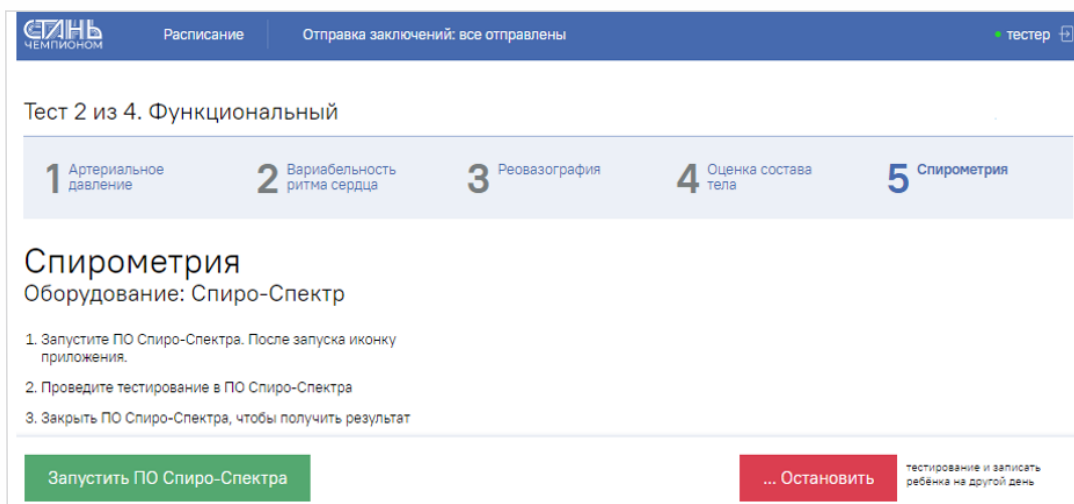 СТАНЬ
ЧЕМПИОНОМ
Расписание
Отправка заключений: все отправлены
тестер
Тест 2 из 4. Функциональный
1 Артериальное
давление
2 Вариабельность
ритма сердца
3 Реовазография
4 Оценка состава
тела
5 Спирометрия
Спирометрия
Оборудование: Спиро-Спектр
1. Запустите ПО Спиро-Спектра. После запуска иконку
приложения.
2. Проведите тестирование в ПО Спиро-Спектра
3. Закрыть ПО Спиро-Спектра, чтобы получить результат
Запустить ПО Спиро-Спектра
... Остановить
тестирование и записать
ребёнка на другой день